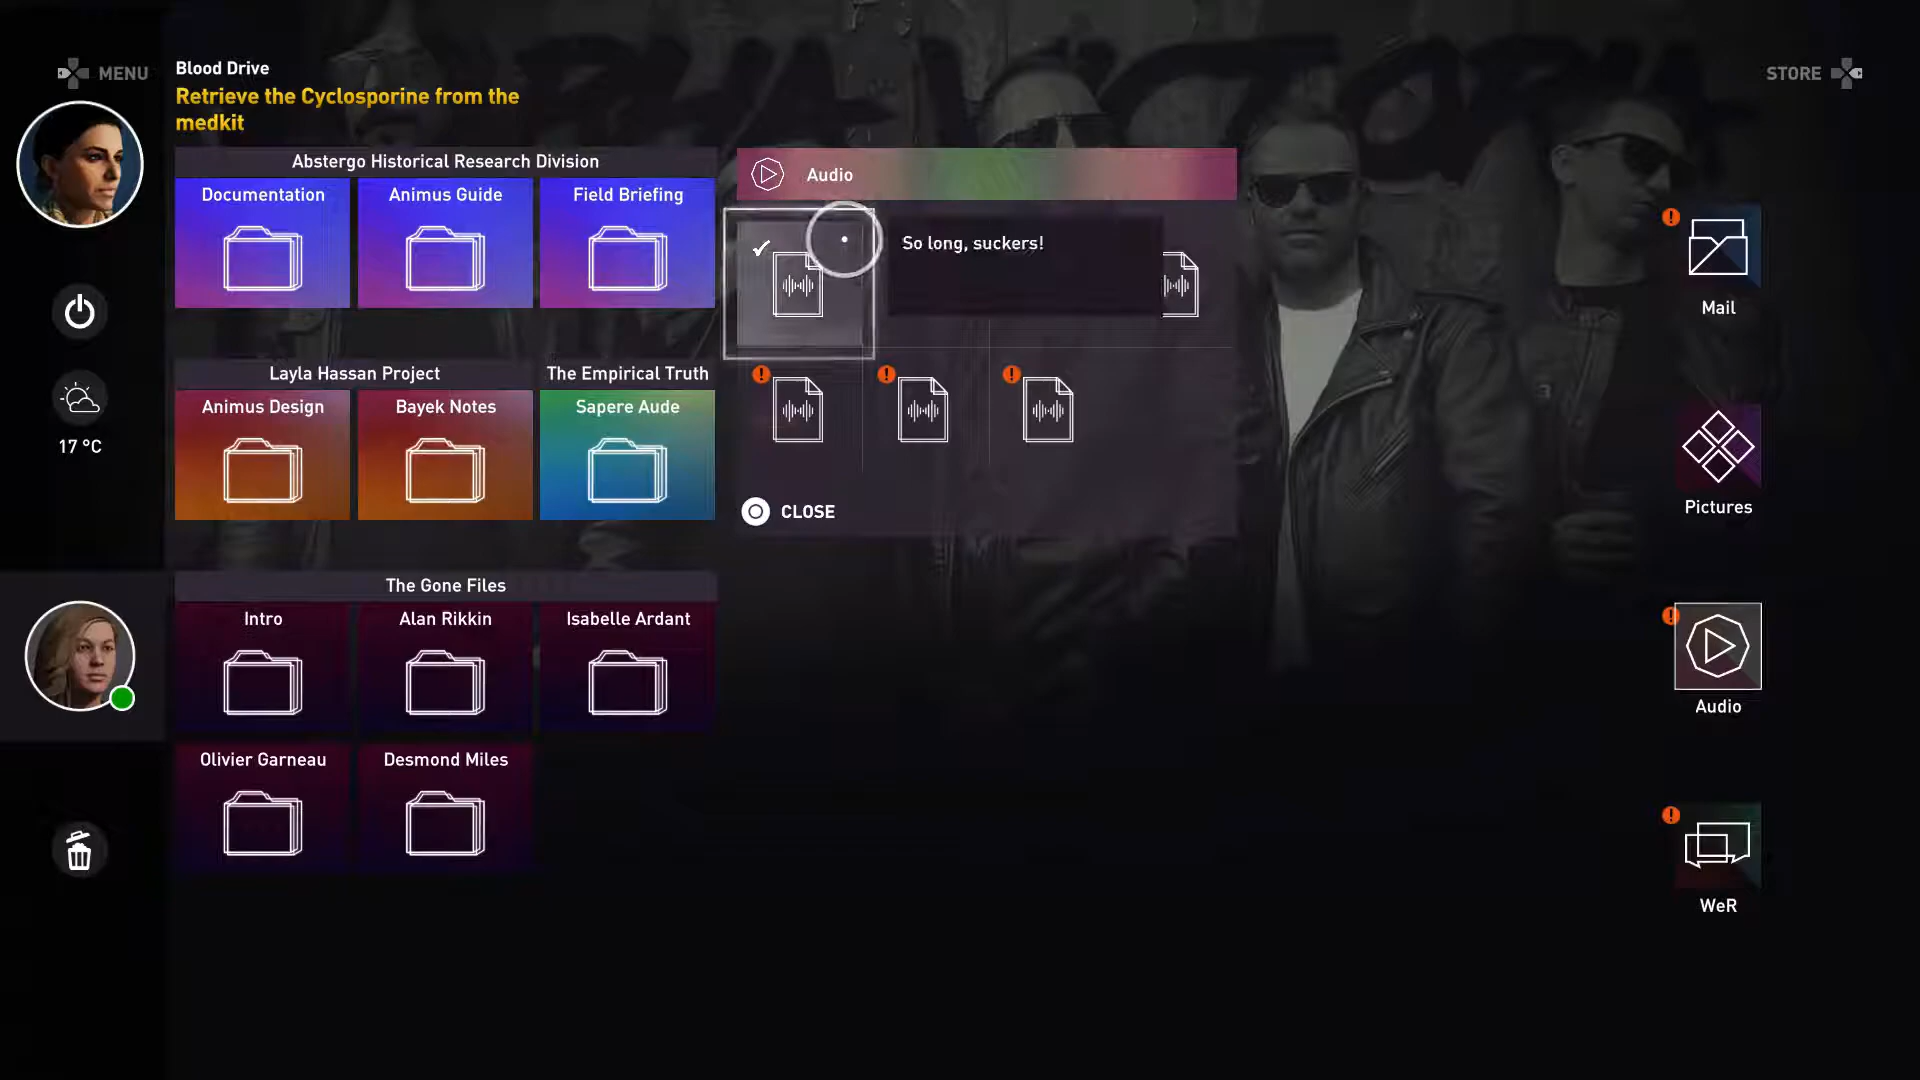 MENU
Blood Drive
Retrieve the Cyclosporine from the
medkit
STORE
Abstergo Historical Research Division
Documentation
Animus Guide
Field Briefing
Audio
So long, suckers!
Mail
17 °C
Layla Hassan Project
The Empirical Truth
Animus Design
Bayek Notes
Sapere Aude
CLOSE
Pictures
The Gone Files
Intro
Alan Rikkin
Isabelle Ardant
Audio
Olivier Garneau
Desmond Miles
WeR